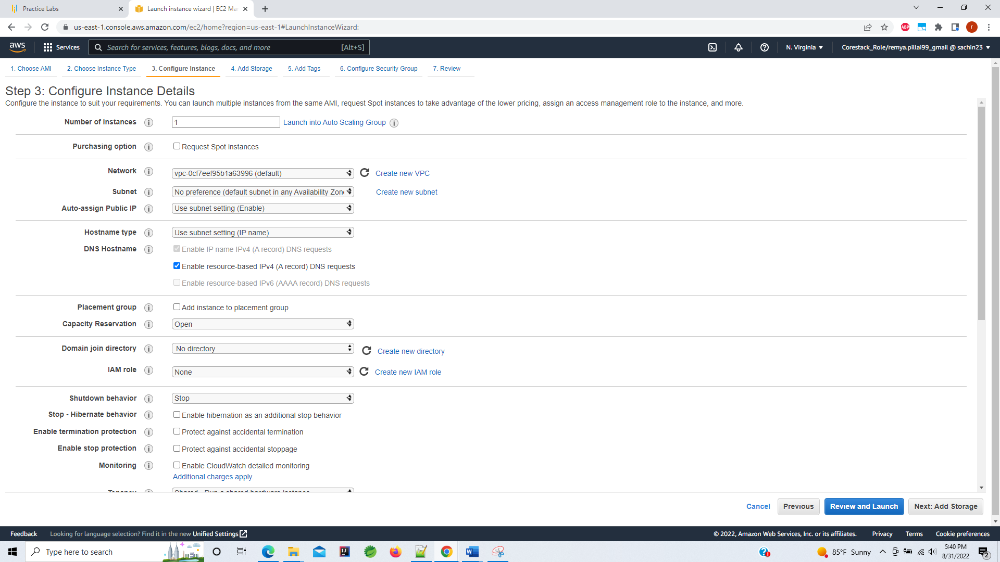 Practice Labs
Launch instance wizard | EC2 Ma
us-east-1.console.aws.amazon.com/ec2/home?region=us-east-1#LaunchInstanceWizard:
ABP
r
aws
Services
Search for services, features, blogs, docs, and more
[Alt+S]
N. Virginia
Corestack_Role/remya.pillai99_gmail @ sachin23
1. Choose AMI
2. Choose Instance Type
3. Configure Instance
4. Add Storage
5. Add Tags
6. Configure Security Group
7. Review
Step 3: Configure Instance Details
Configure the instance to suit your requirements. You can launch multiple instances from the same AMI, request Spot instances to take advantage of the lower pricing, assign an access management role to the instance, and more.
Number of instances
1
Launch into Auto Scaling Group
Purchasing option
Request Spot instances
Network
vpc-0cf7eef95b1a63996 (default)
Create new VPC
Subnet
No preference (default subnet in any Availability Zone
Create new subnet
Auto-assign Public IP
Use subnet setting (Enable)
Hostname type
Use subnet setting (IP name)
DNS Hostname
Enable IP name IPv4 (A record) DNS requests
Enable resource-based IPv4 (A record) DNS requests
Enable resource-based IPv6 (AAAA record) DNS requests
Placement group
Add instance to placement group
Capacity Reservation
Open
Domain join directory
No directory
Create new directory
IAM role
None
Create new IAM role
Shutdown behavior
Stop
Stop - Hibernate behavior
Enable hibernation as an additional stop behavior
Enable termination protection
Protect against accidental termination
Enable stop protection
Protect against accidental stoppage
Monitoring
Enable CloudWatch detailed monitoring
Additional charges apply.
Tenancy
Shared - Run a shared hardware instance
Cancel
Previous
Review and Launch
Next: Add Storage
Feedback
Looking for language selection? Find it in the new Unified Settings
© 2022, Amazon Web Services, Inc. or its affiliates.
Privacy
Terms
Cookie preferences
Type here to search
85°F Sunny
5:40 PM
8/31/2022
2